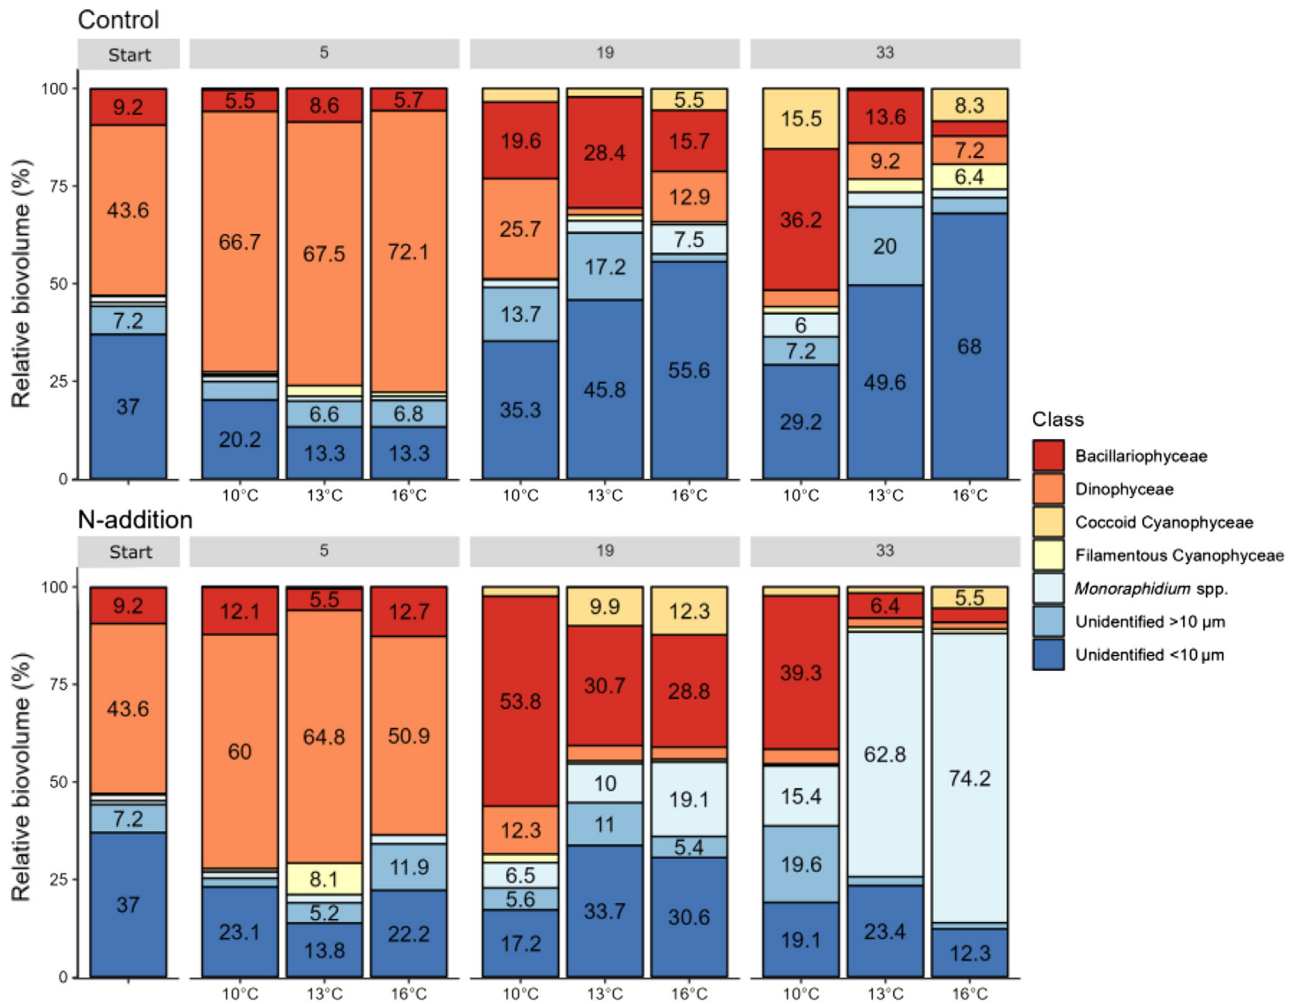 Control
Start 5 19 33
100 75 50 25 0
Relative biovolume (%)
9.2 43.6 7.2 37
5.5 66.7 20.2
8.6 67.5 6.6 13.3
5.7 72.1 6.8 13.3
19.6 25.7 13.7 35.3
28.4 17.2 45.8
5.5 15.7 12.9 7.5 55.6
15.5 36.2 6 7.2 29.2
13.6 9.2 20 49.6
8.3 7.2 6.4 68
10°C 13°C 16°C 10°C 13°C 16°C 10°C 13°C 16°C
N-addition
Start 5 19 33
100 75 50 25 0
Relative biovolume (%)
9.2 43.6 7.2 37
12.1 60 23.1
5.5 64.8 8.1 5.2 13.8
12.7 50.9 11.9 22.2
53.8 12.3 6.5 5.6 17.2
9.9 30.7 10 11 33.7
12.3 28.8 19.1 5.4 30.6
39.3 15.4 19.6 19.1
6.4 62.8 23.4
5.5 74.2 12.3
10°C 13°C 16°C 10°C 13°C 16°C 10°C 13°C 16°C
Class
Bacillariophyceae
Dinophyceae
Coccoid Cyanophyceae
Filamentous Cyanophyceae
Monoraphidium spp.
Unidentified >10 µm
Unidentified <10 µm